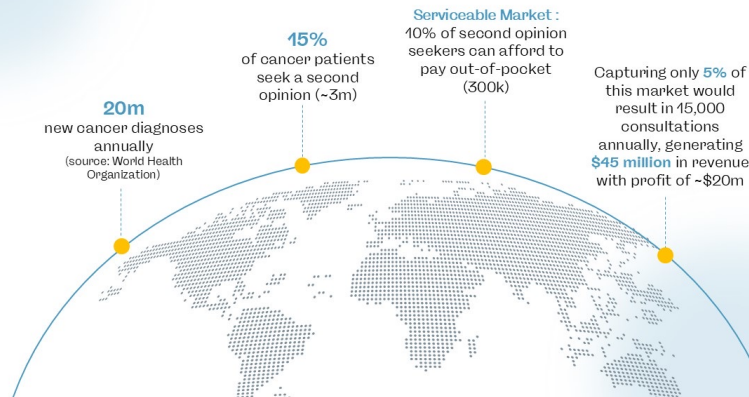 20m
new cancer diagnoses
annually
(source: World Health
Organization)
15%
of cancer patients
seek a second
opinion (~3m)
Serviceable Market :
10% of second opinion
seekers can afford to
pay out-of-pocket
(300k)
Capturing only 5% of
this market would
result in 15,000
consultations
annually, generating
$45 million in revenue
with profit of ~$20m